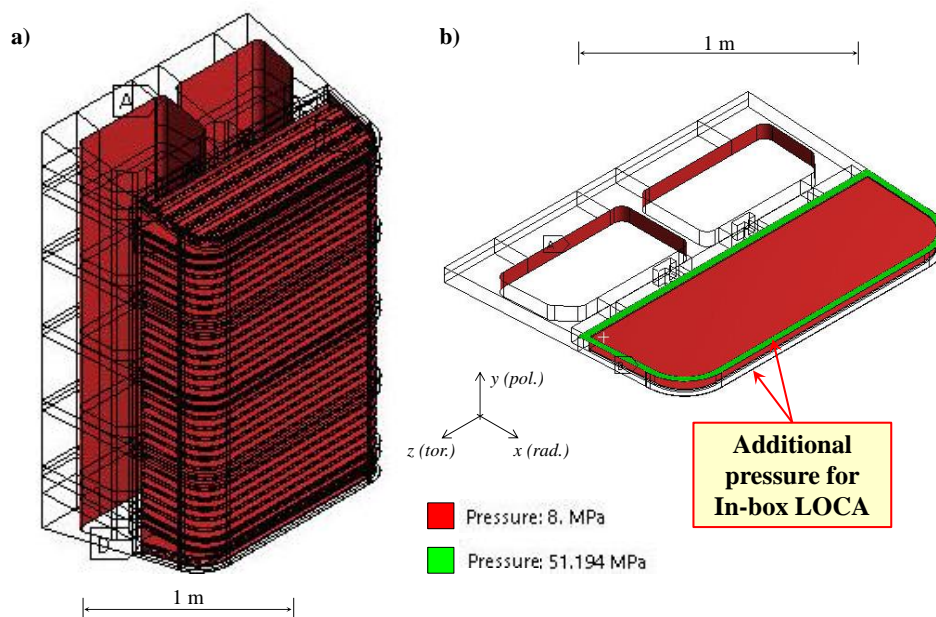 a)
b)
1 m
A
A
B
y (pol.)
z (tor.)
x (rad.)
Additional
pressure for
In-box LOCA
Pressure: 8. MPa
Pressure: 51.194 MPa
D
1 m